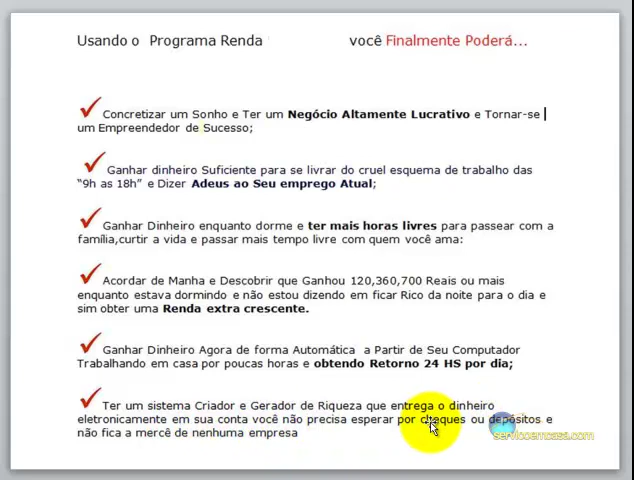 Usando o Programa Renda você Finalmente Poderá...
Concretizar um Sonho e Ter um Negócio Altamente Lucrativo e Tornar-se
um Empreendedor de Sucesso;
Ganhar dinheiro Suficiente para se livrar do cruel esquema de trabalho das
“9h as 18h” e Dizer Adeus ao Seu emprego Atual;
Ganhar Dinheiro enquanto dorme e ter mais horas livres para passear com a
família,curtir a vida e passar mais tempo livre com quem você ama:
Acordar de Manha e Descobrir que Ganhou 120,360,700 Reais ou mais
enquanto estava dormindo e não estou dizendo em ficar Rico da noite para o dia e
sim obter uma Renda extra crescente.
Ganhar Dinheiro Agora de forma Automática a Partir de Seu Computador
Trabalhando em casa por poucas horas e obtendo Retorno 24 HS por dia;
Ter um sistema Criador e Gerador de Riqueza que entrega o dinheiro
eletronicamente em sua conta você não precisa esperar por cheques ou depósitos e
não fica a mercê de nenhuma empresa
servicoemcasa.com